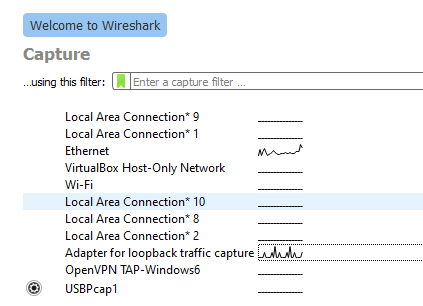 Welcome to Wireshark
Capture
...using this filter: Enter a capture filter ...
Local Area Connection* 9
Local Area Connection* 1
Ethernet
VirtualBox Host-Only Network
Wi-Fi
Local Area Connection* 10
Local Area Connection* 8
Local Area Connection* 2
Adapter for loopback traffic capture
OpenVPN TAP-Windows6
USBPcap1